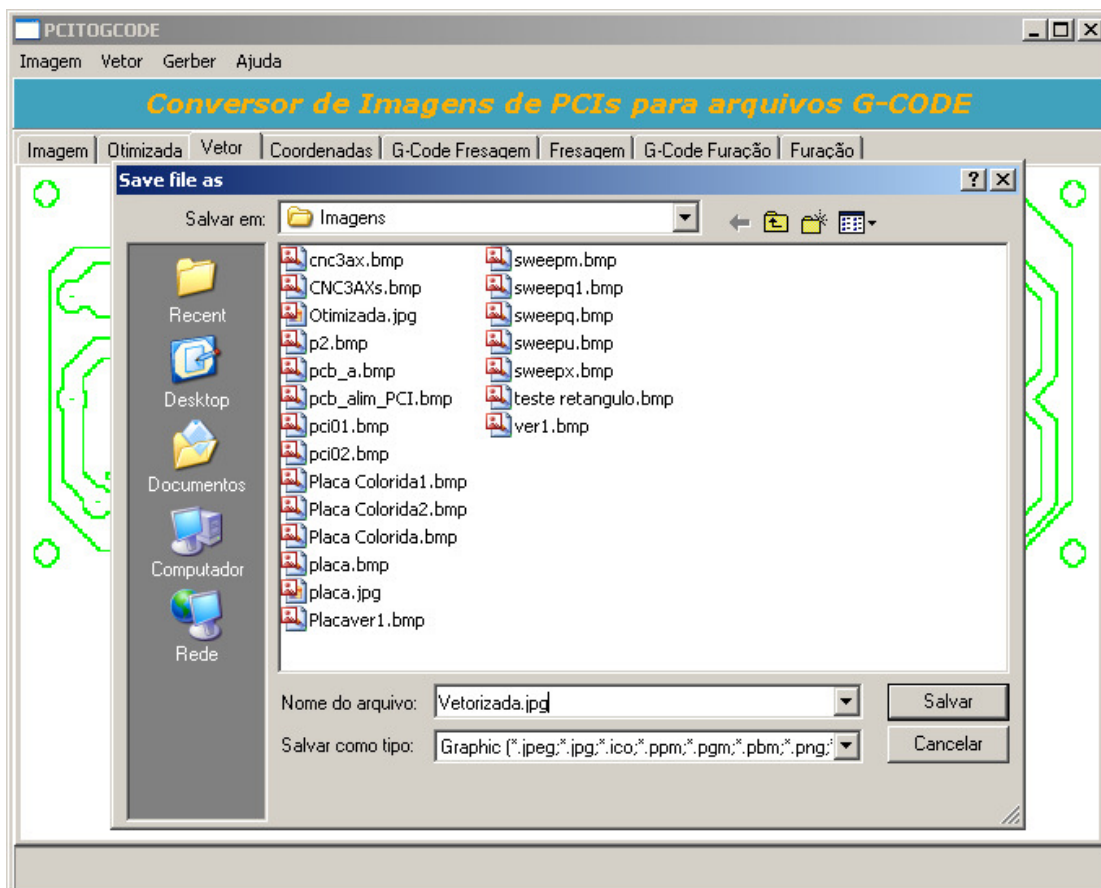 PCITOGCODE
Imagem Vetor Gerber Ajuda
Conversor de Imagens de PCIs para arquivos G-CODE
Imagem Otimizada Vetor Coordenadas G-Code Fresagem Fresagem G-Code Furação Furação
Save file as
Salvar em: Imagens
Recent
Desktop
Documentos
Computador
Rede
cnc3ax.bmp
CNC3AXs.bmp
Otimizada.jpg
p2.bmp
pcb_a.bmp
pcb_alim_PCI.bmp
pci01.bmp
pci02.bmp
Placa Colorida1.bmp
Placa Colorida2.bmp
Placa Colorida.bmp
placa.bmp
placa.jpg
Placaver1.bmp
sweepm.bmp
sweepq1.bmp
sweepq.bmp
sweepu.bmp
sweepx.bmp
teste retangulo.bmp
ver1.bmp
Nome do arquivo: Vetorizada.jpg Salvar
Salvar como tipo: Graphic (*.jpeg;*.jpg;*.ico;*.ppm;*.pgm;*.pbm;*.png;* Cancelar